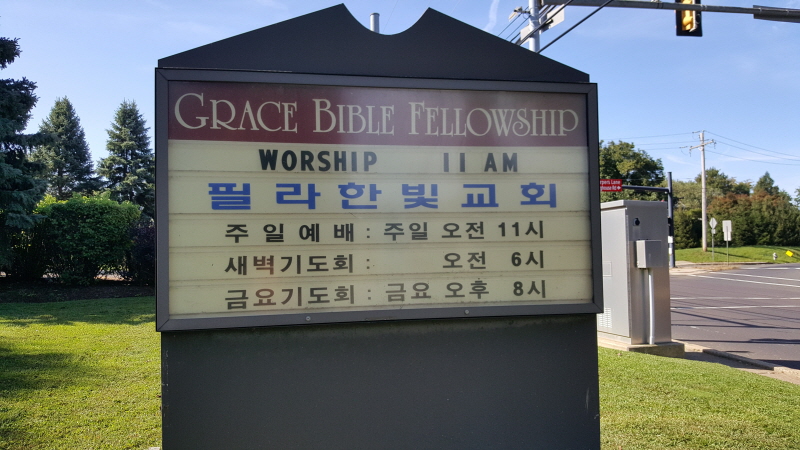 GRACE BIBLE FELLOWSHIP
WORSHIP 11 AM
필라한빛교회
주일예배 : 주일 오전 11시
새벽기도회 : 오전 6시
금요기도회 : 금요 오후 8시